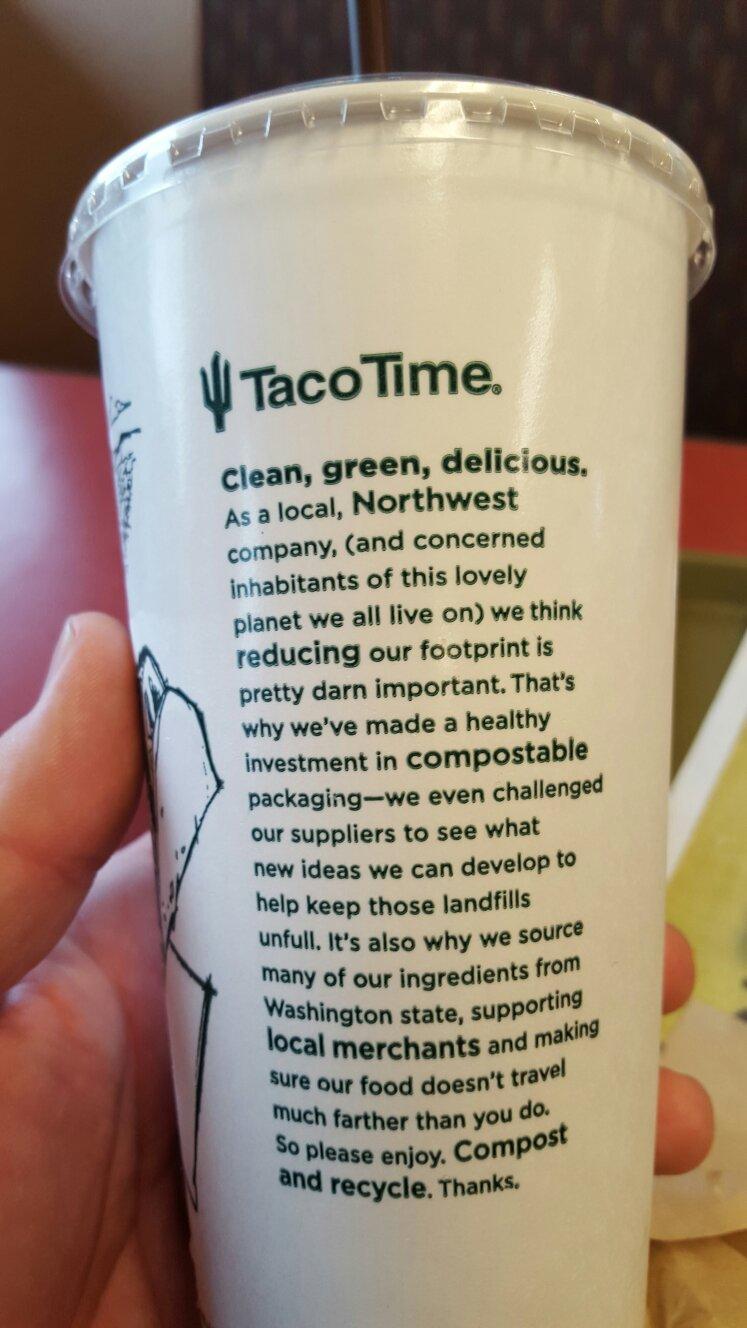 TacoTime®
Clean, green, delicious.
As a local, Northwest
company, (and concerned
inhabitants of this lovely
planet we all live on) we think
reducing our footprint is
pretty darn important. That's
why we've made a healthy
investment in compostable
packaging—we even challenged
our suppliers to see what
new ideas we can develop to
help keep those landfills
unfull. It's also why we source
many of our ingredients from
Washington state, supporting
local merchants and making
sure our food doesn't travel
much farther than you do.
So please enjoy. Compost
and recycle. Thanks.